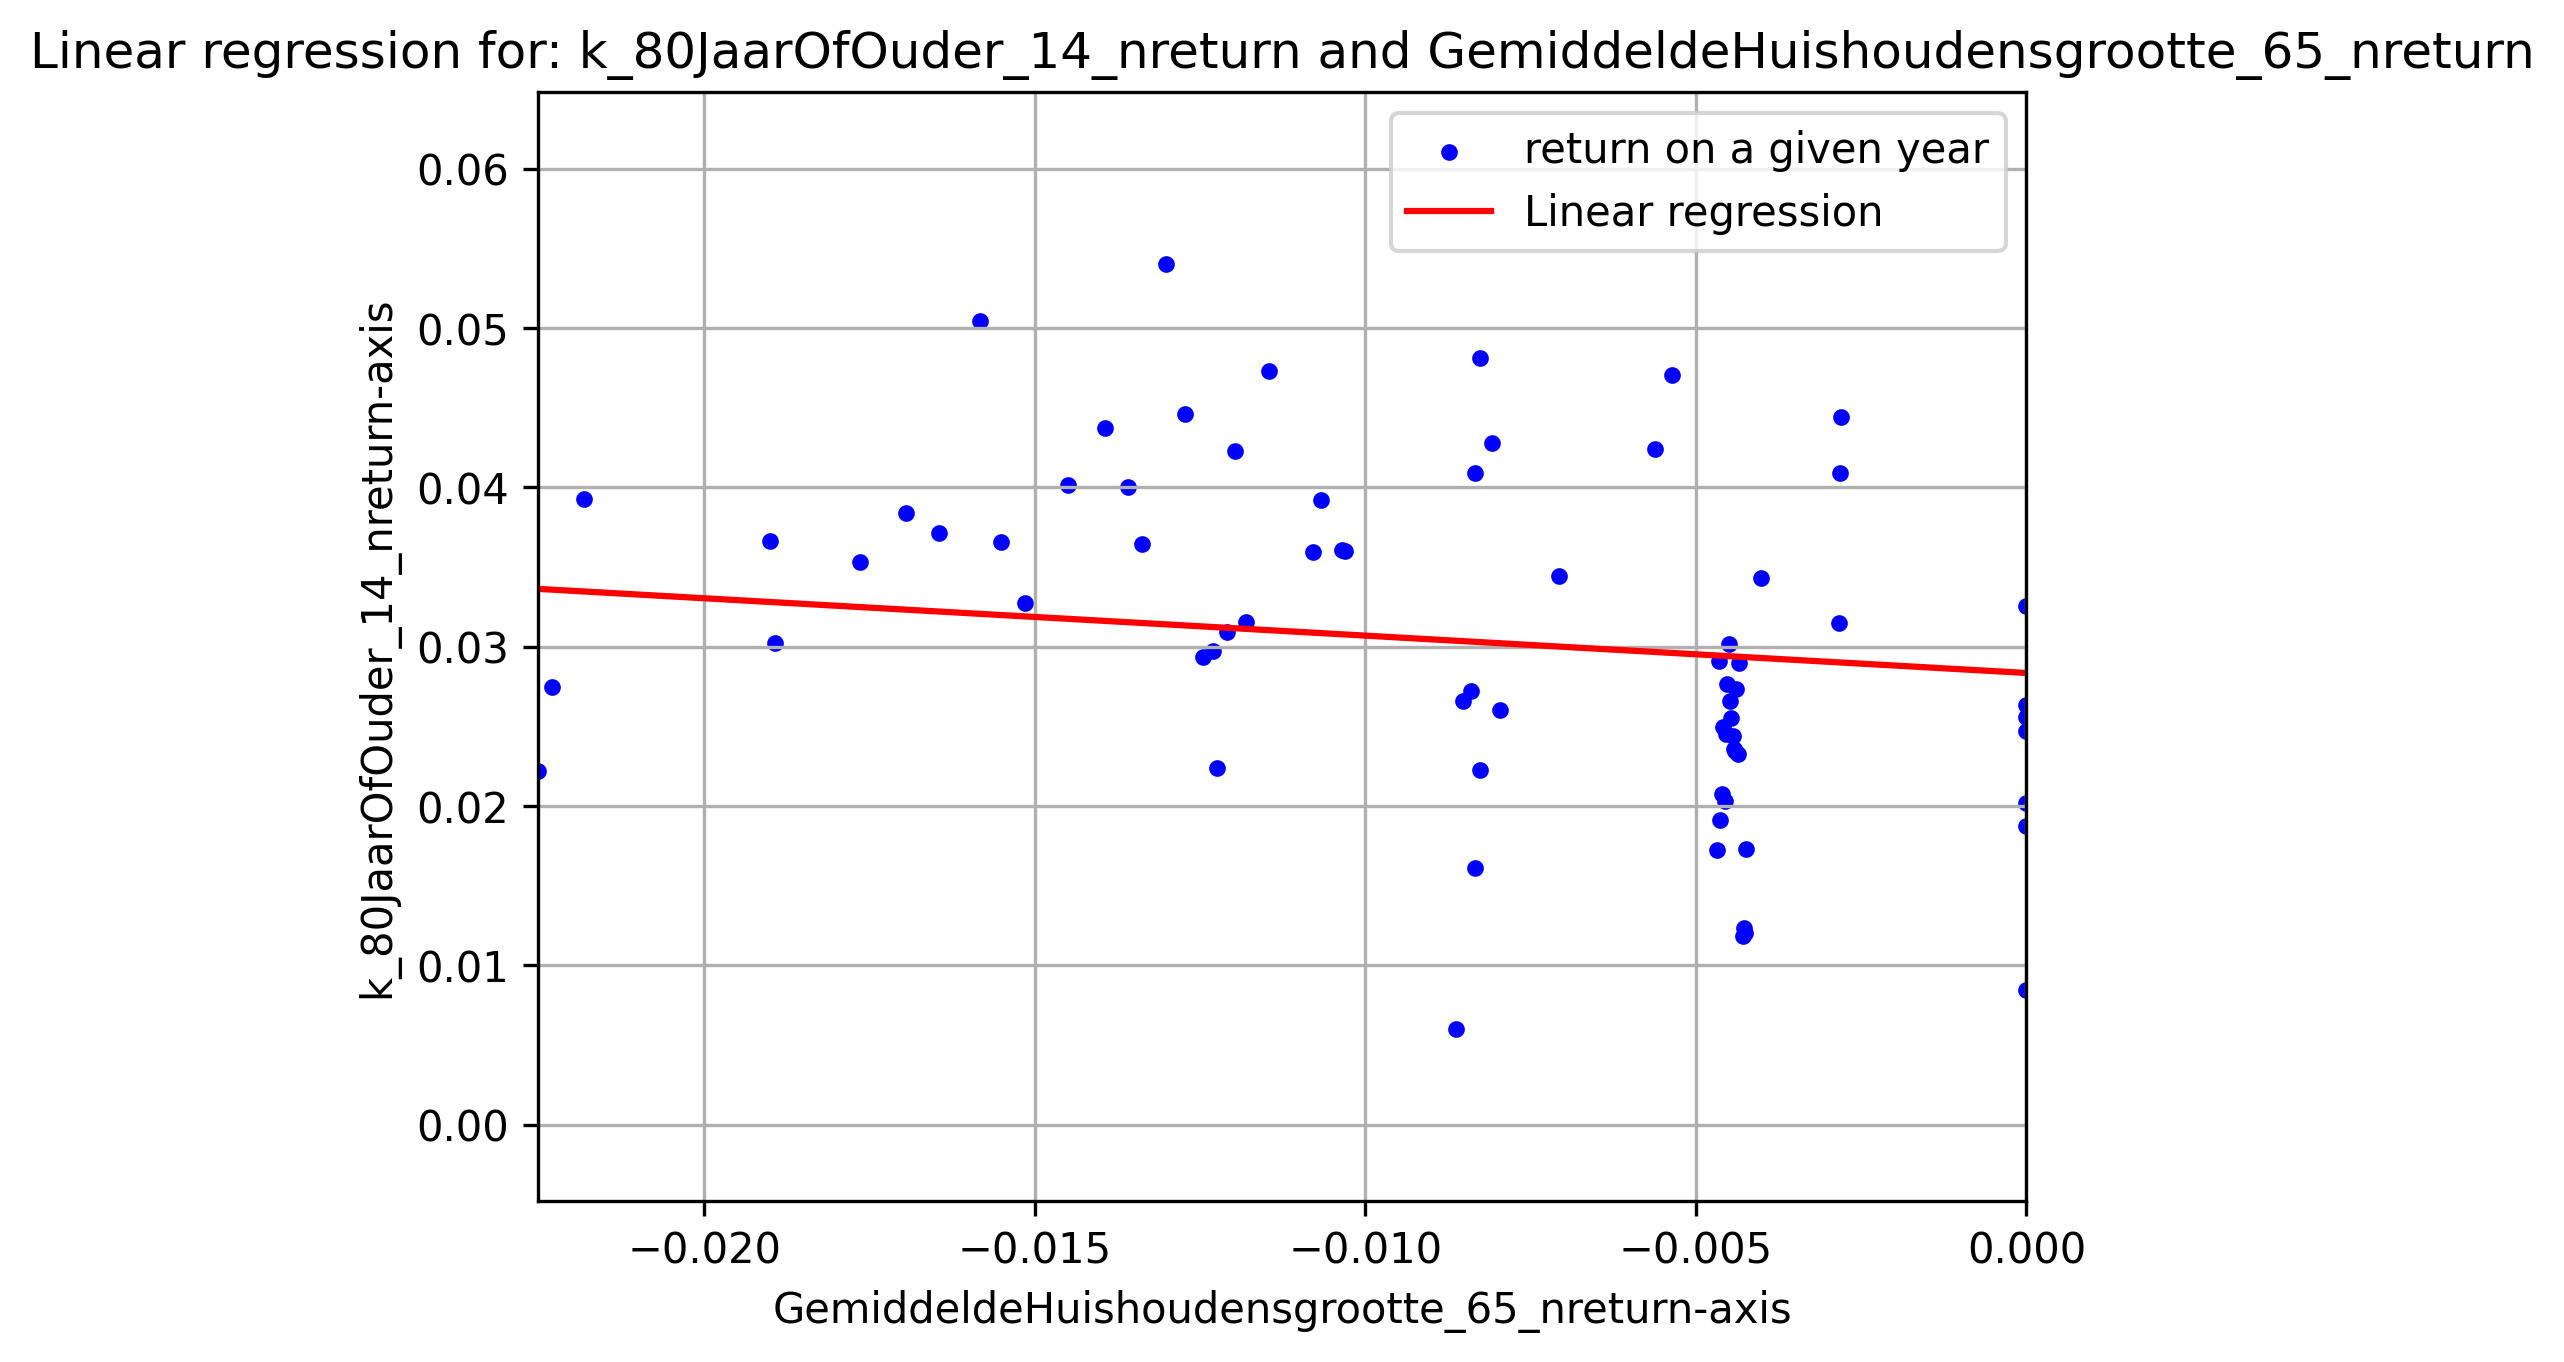 Linear regression for: k_80JaarOfOuder_14_nreturn and GemiddeldeHuishoudensgrootte_65_nreturn
return on a given year
Linear regression
k_80JaarOfOuder_14_nreturn-axis
0.06
0.05
0.04
0.03
0.02
0.01
0.00
−0.020
−0.015
−0.010
−0.005
0.000
GemiddeldeHuishoudensgrootte_65_nreturn-axis